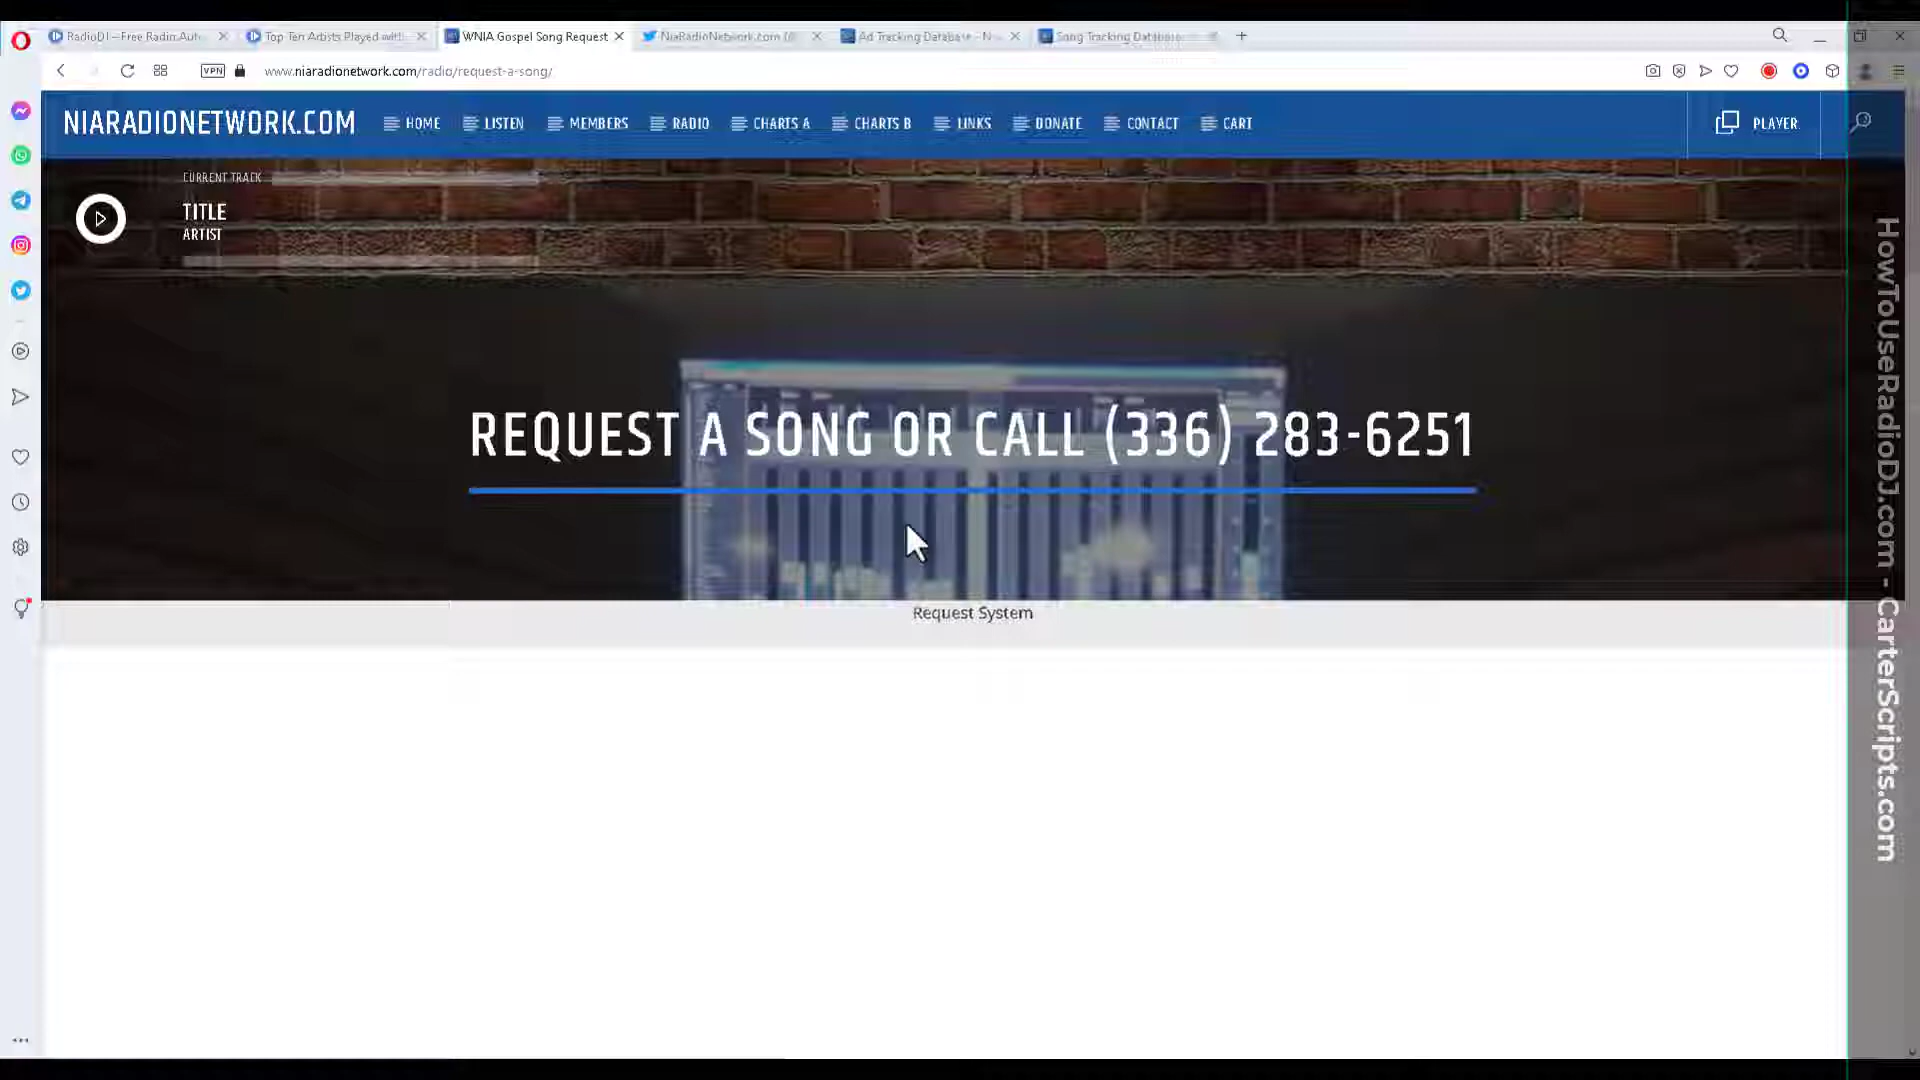 RadioDJ – Free Radio Auto
Top Ten Artists Played with
WNIA Gospel Song Request
NiaRadioNetwork.com (@
Ad Tracking Database - N
Song Tracking Database
VPN
www.niaradionetwork.com/radio/request-a-song/
NIARADIONETWORK.COM
HOME
LISTEN
MEMBERS
RADIO
CHARTS A
CHARTS B
LINKS
DONATE
CONTACT
CART
PLAYER
CURRENT TRACK
TITLE
ARTIST
REQUEST A SONG OR CALL (336) 283-6251
Request System
HowToUseRadioDJ.com - CarterScripts.com